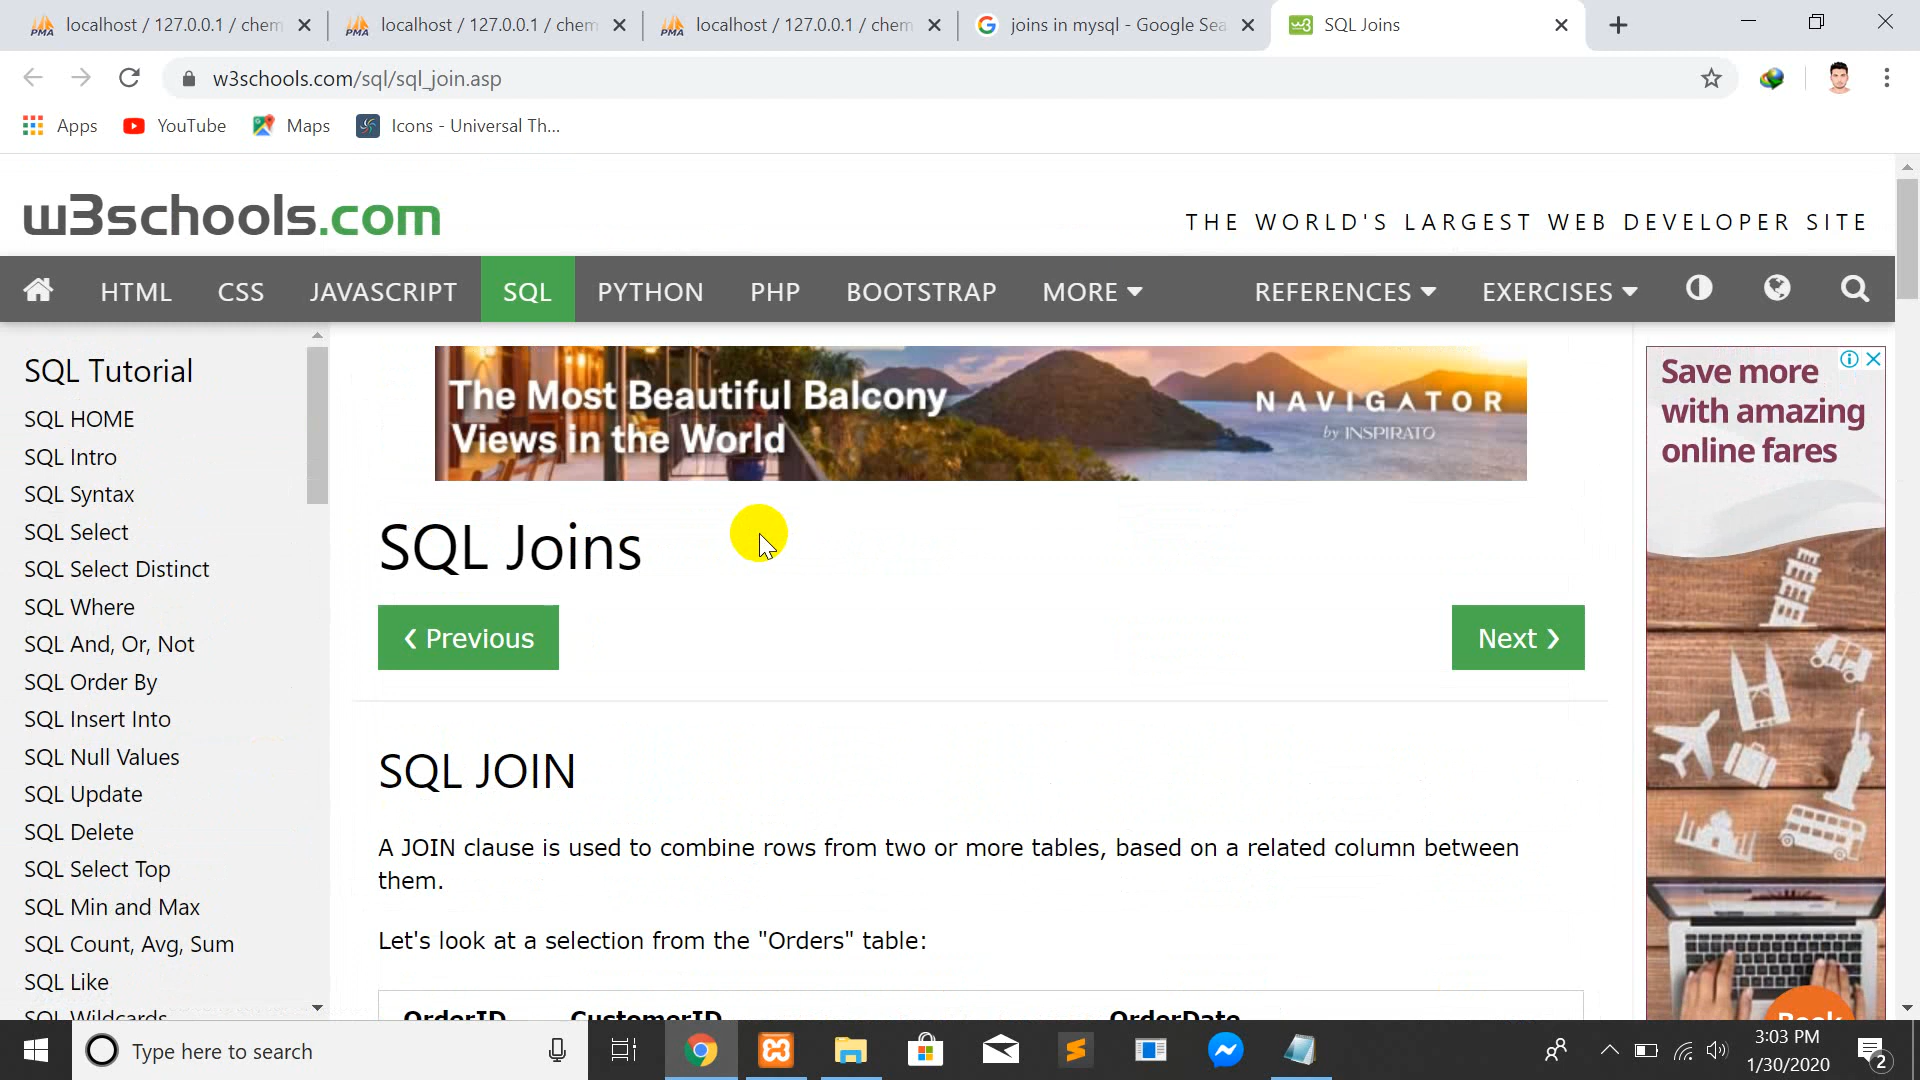 localhost / 127.0.0.1 / chem
localhost / 127.0.0.1 / chem
localhost / 127.0.0.1 / chem
joins in mysql - Google Sea
SQL Joins
w3schools.com/sql/sql_join.asp
Apps
YouTube
Maps
Icons - Universal Th...
w3schools.com
THE WORLD'S LARGEST WEB DEVELOPER SITE
HTML
CSS
JAVASCRIPT
SQL
PYTHON
PHP
BOOTSTRAP
MORE
REFERENCES
EXERCISES
SQL Tutorial
SQL HOME
SQL Intro
SQL Syntax
SQL Select
SQL Select Distinct
SQL Where
SQL And, Or, Not
SQL Order By
SQL Insert Into
SQL Null Values
SQL Update
SQL Delete
SQL Select Top
SQL Min and Max
SQL Count, Avg, Sum
SQL Like
SQL Wildcards
The Most Beautiful Balcony
Views in the World
NAVIGATOR
by INSPIRATO
SQL Joins
❮ Previous
Next ❯
SQL JOIN
A JOIN clause is used to combine rows from two or more tables, based on a related column between
them.
Let's look at a selection from the "Orders" table:
OrderID
CustomerID
OrderDate
Save more
with amazing
online fares
Book
Type here to search
3:03 PM
1/30/2020
2